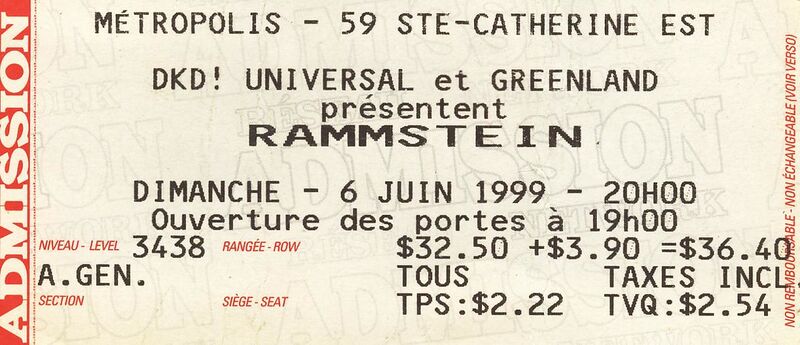 ADMISSION
MÉTROPOLIS - 59 STE-CATHERINE EST
DKD! UNIVERSAL et GREENLAND
présentent
RAMMSTEIN
DIMANCHE - 6 JUIN 1999 - 20H00
Ouverture des portes à 19h00
NIVEAU - LEVEL 3438 RANGÉE - ROW $32.50 +$3.90 =$36.40
A.GEN. TOUS TAXES INCL.
SECTION SIÈGE - SEAT TPS:$2.22 TVQ:$2.54
NON REMBOURSABLE - NON ÉCHANGEABLE (VOIR VERSO)